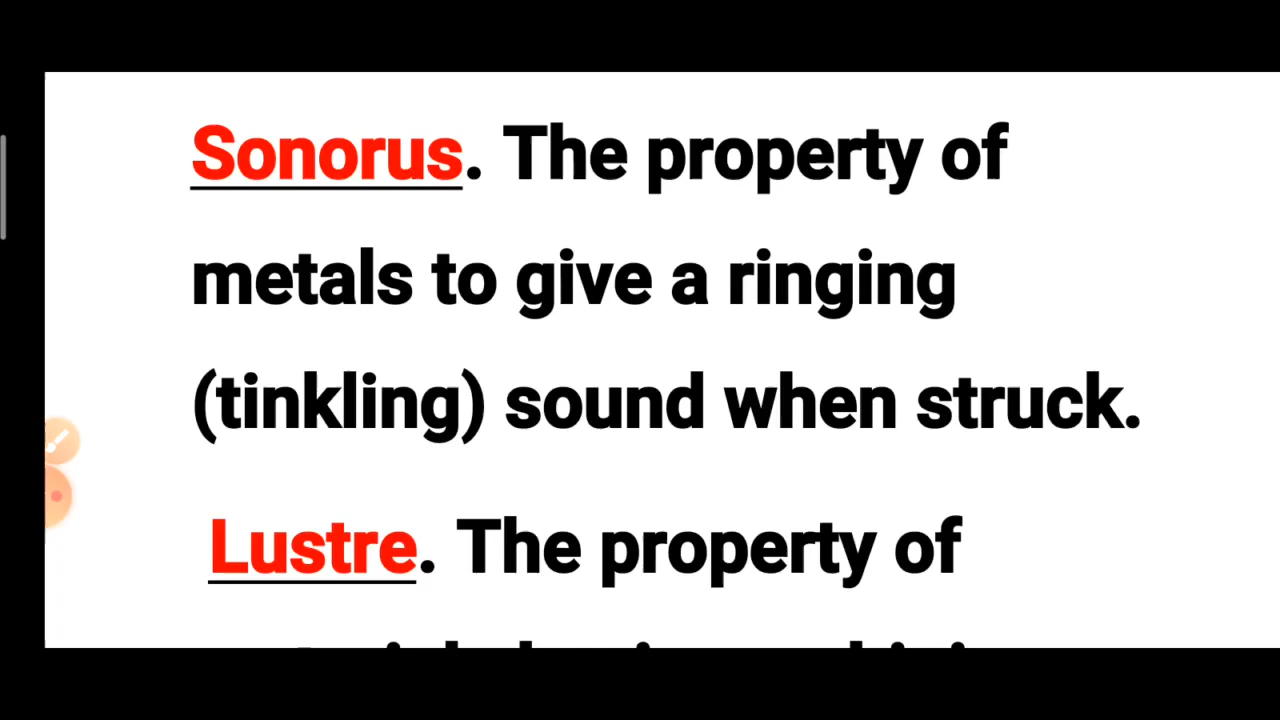 Sonorus. The property of
metals to give a ringing
(tinkling) sound when struck.
Lustre. The property of